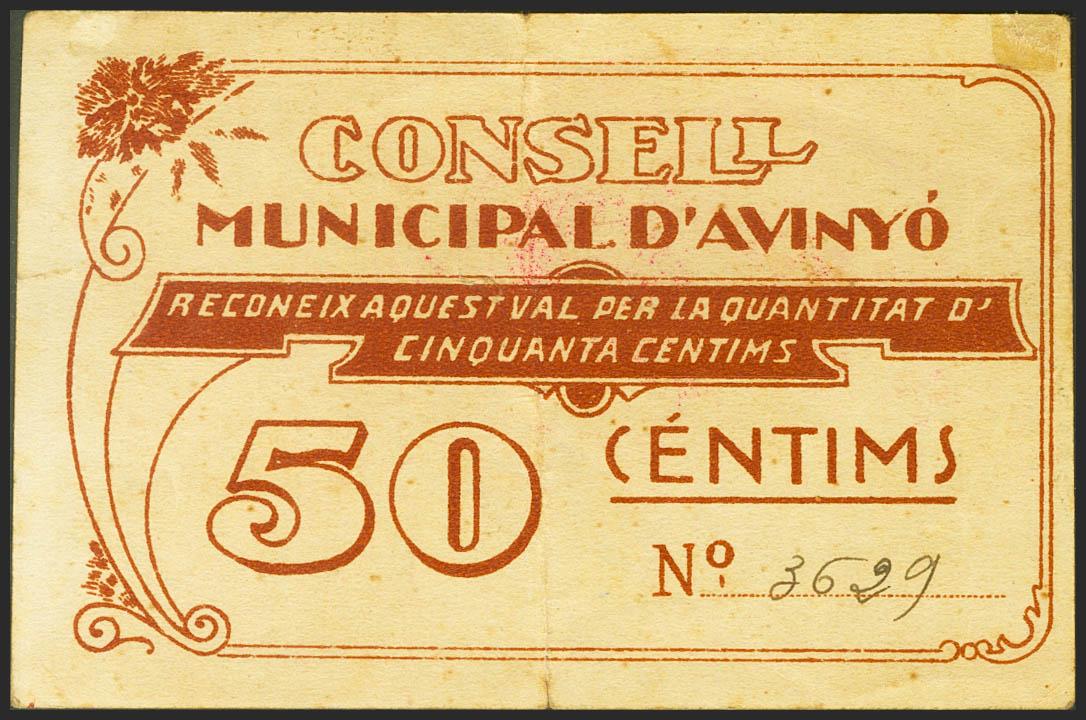 CONSELL
MUNICIPAL D'AVINYÓ
RECONEIX AQUEST VAL PER LA QUANTITAT D'
CINQUANTA CENTIMS
50 CÉNTIMS
Nº 3629